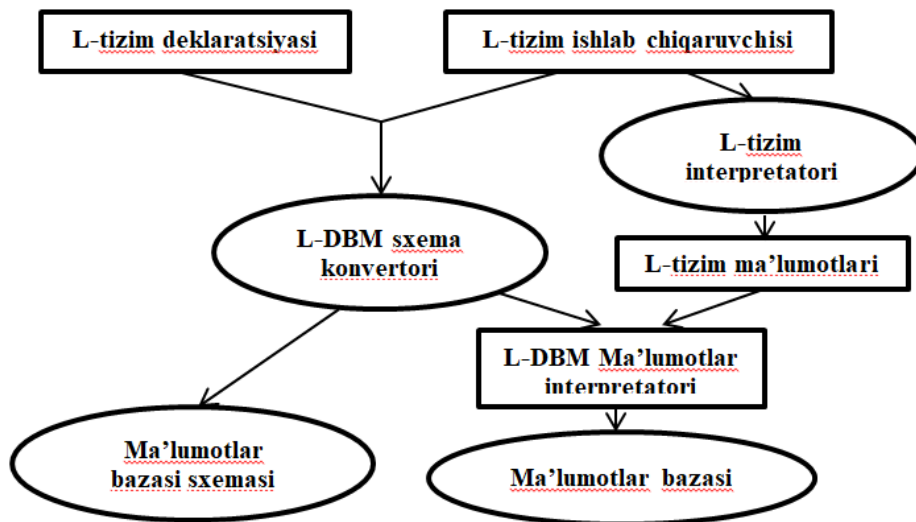 L-tizim deklaratsiyasi
L-tizim ishlab chiqaruvchisi
L-tizim
interpretatori
L-DBM sxema
konvertori
L-tizim ma’lumotlari
L-DBM Ma’lumotlar
interpretatori
Ma’lumotlar
bazasi sxemasi
Ma’lumotlar bazasi